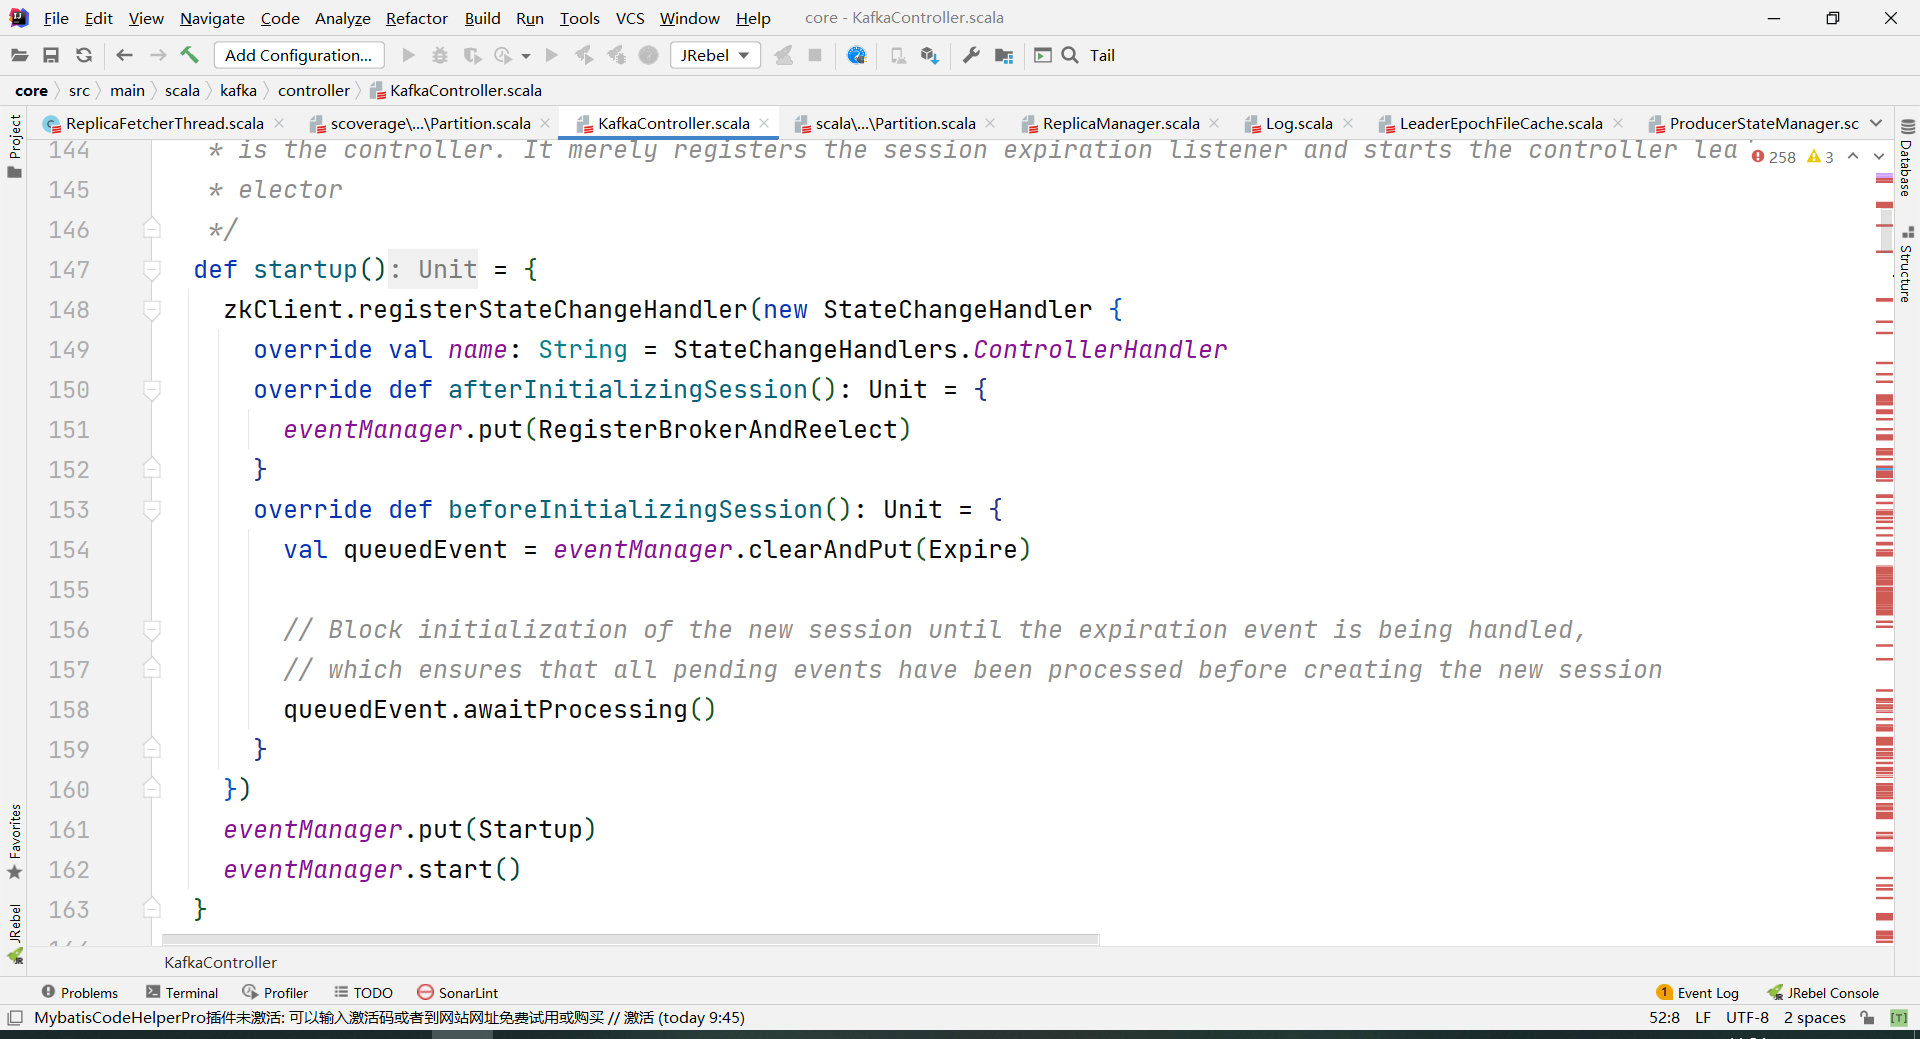 File Edit View Navigate Code Analyze Refactor Build Run Tools VCS Window Help core - KafkaController.scala
Add Configuration... JRebel Tail
core src main scala kafka controller KafkaController.scala
ReplicaFetcherThread.scala scoverage\...\Partition.scala KafkaController.scala scala\...\Partition.scala ReplicaManager.scala Log.scala LeaderEpochFileCache.scala ProducerStateManager.sc
Project
Favorites
JRebel
Database
Structure
258 3
144 * is the controller. It merely registers the session expiration listener and starts the controller lea
145 * elector
146 */
147 def startup(): Unit = {
148 zkClient.registerStateChangeHandler(new StateChangeHandler {
149 override val name: String = StateChangeHandlers.ControllerHandler
150 override def afterInitializingSession(): Unit = {
151 eventManager.put(RegisterBrokerAndReelect)
152 }
153 override def beforeInitializingSession(): Unit = {
154 val queuedEvent = eventManager.clearAndPut(Expire)
155
156 // Block initialization of the new session until the expiration event is being handled,
157 // which ensures that all pending events have been processed before creating the new session
158 queuedEvent.awaitProcessing()
159 }
160 })
161 eventManager.put(Startup)
162 eventManager.start()
163 }
KafkaController
Problems Terminal Profiler TODO SonarLint 1 Event Log JRebel Console
MybatisCodeHelperPro插件未激活: 可以输入激活码或者到网站网址免费试用或购买 // 激活 (today 9:45) 52:8 LF UTF-8 2 spaces [T]